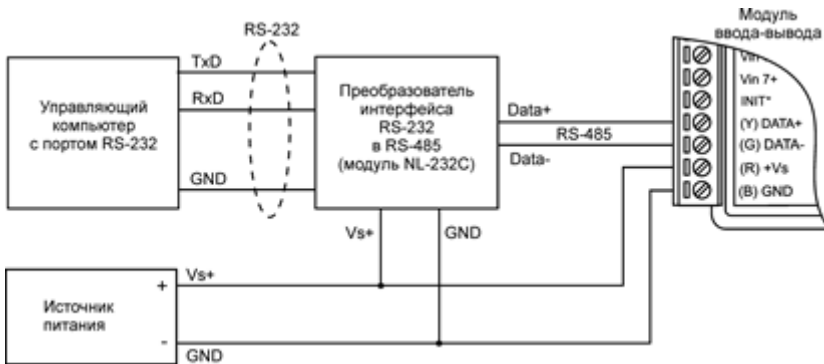 RS-232
TxD
RxD
GND
Управляющий
компьютер
с портом RS-232
Преобразователь
интерфейса
RS-232
в RS-485
(модуль NL-232C)
Data+
RS-485
Data-
Модуль
ввода-вывода
Vin 7+
INIT*
(Y) DATA+
(G) DATA-
(R) +Vs
(B) GND
Vs+
GND
Источник
питания
+
-
Vs+
GND